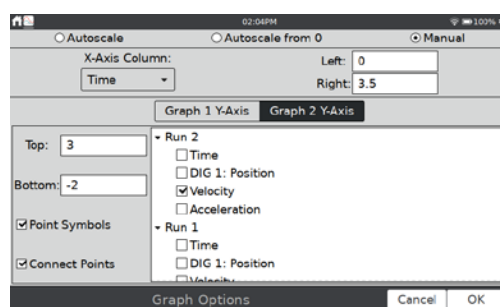 02:04PM 100%
Autoscale Autoscale from 0 Manual
X-Axis Column: Left: 0
Time Right: 3.5
Graph 1 Y-Axis Graph 2 Y-Axis
Top: 3
Bottom: -2
Point Symbols
Connect Points
Run 2
Time
DIG 1: Position
Velocity
Acceleration
Run 1
Time
DIG 1: Position
Velocity
Graph Options Cancel OK